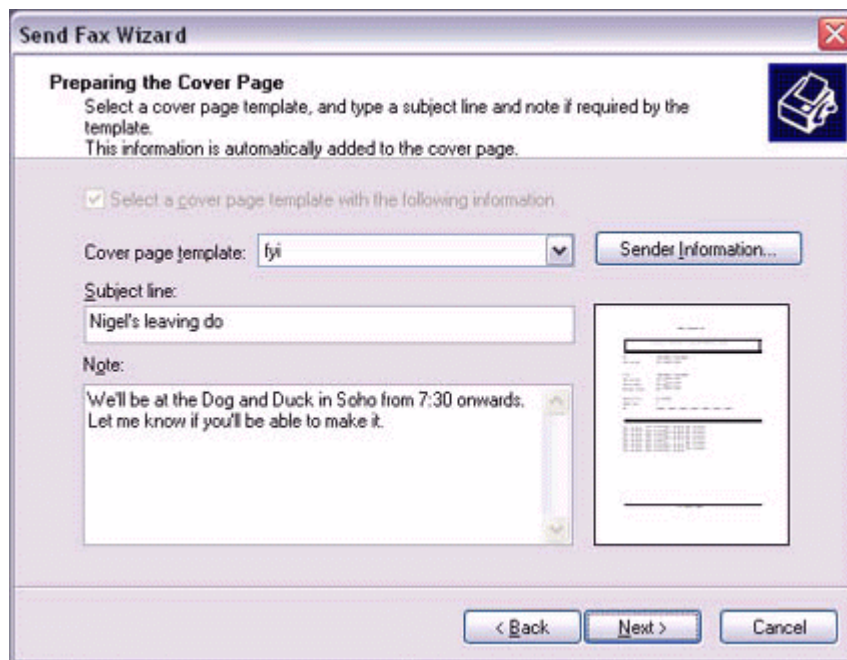 Send Fax Wizard
Preparing the Cover Page
Select a cover page template, and type a subject line and note if required by the
template.
This information is automatically added to the cover page.
Select a cover page template with the following information
Cover page template: fyi Sender Information...
Subject line:
Nigel's leaving do
Note:
We'll be at the Dog and Duck in Soho from 7:30 onwards.
Let me know if you'll be able to make it.
< Back Next > Cancel